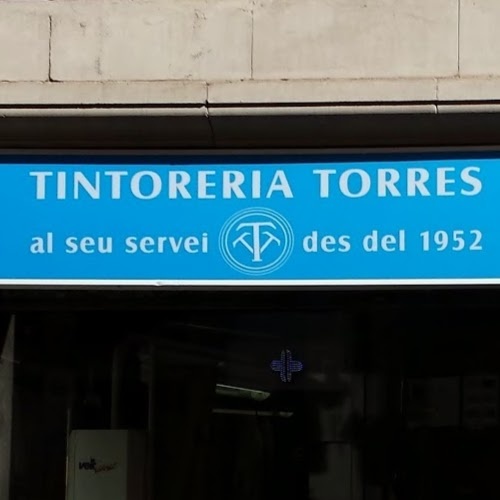 TINTORERIA TORRES
al seu servei des del 1952